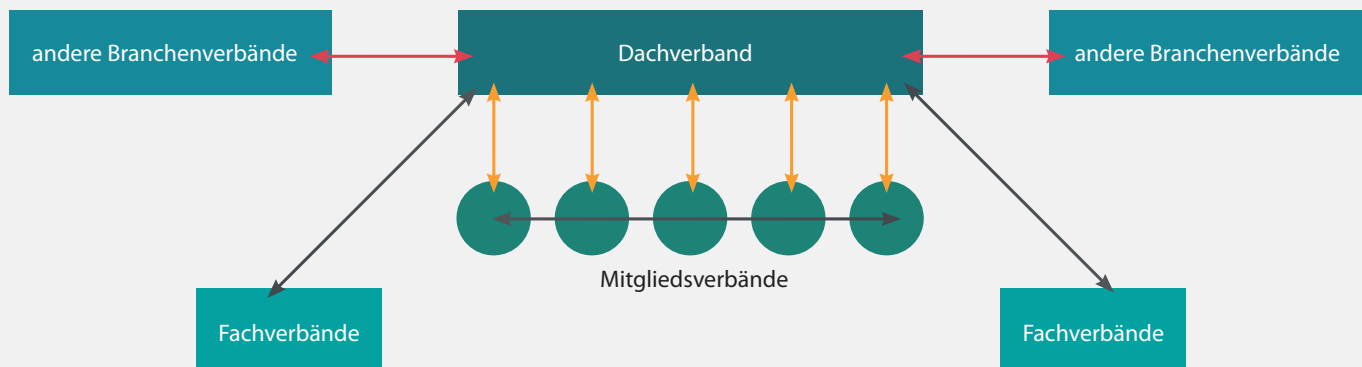 andere Branchenverbände
Dachverband
andere Branchenverbände
Mitgliedsverbände
Fachverbände
Fachverbände